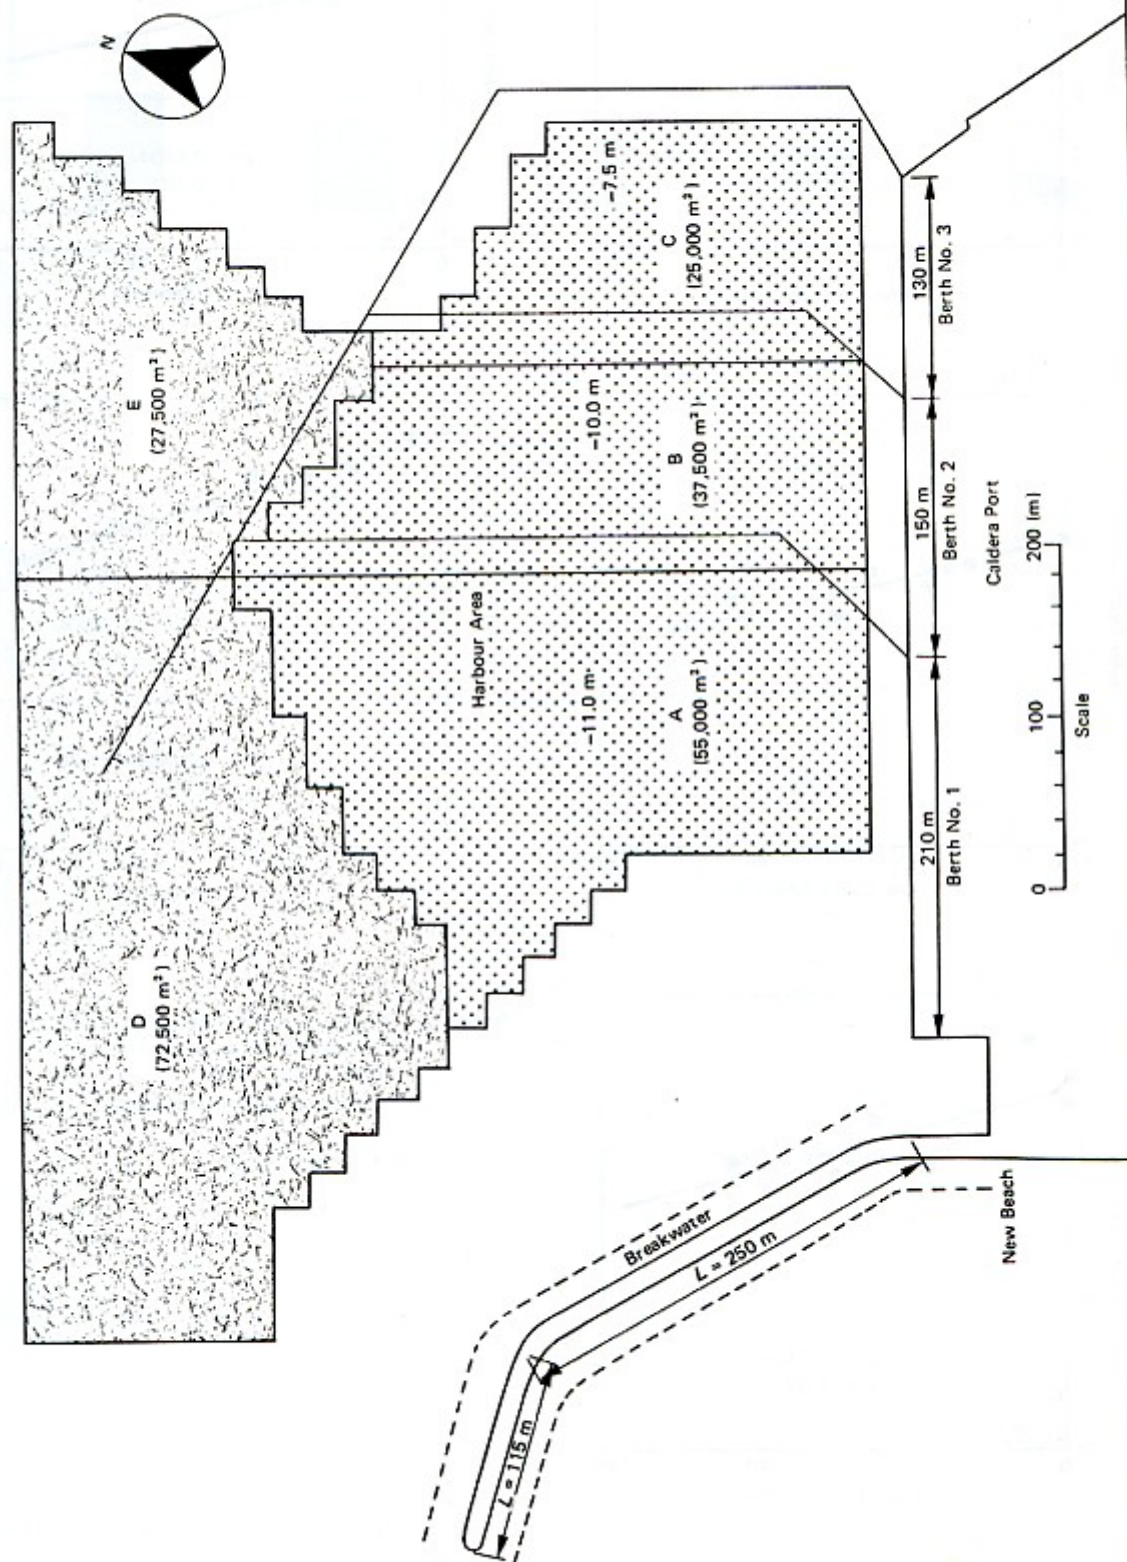 N
E
(27,500 m²)
D
(72,500 m²)
-7.5 m
C
(25,000 m²)
-10.0 m
B
(37,500 m²)
Harbour Area
-11.0 m
A
(55,000 m²)
130 m
Berth No. 3
150 m
Berth No. 2
210 m
Berth No. 1
Caldera Port
0 100 200 (m)
Scale
Breakwater
L = 250 m
L = 115 m
New Beach